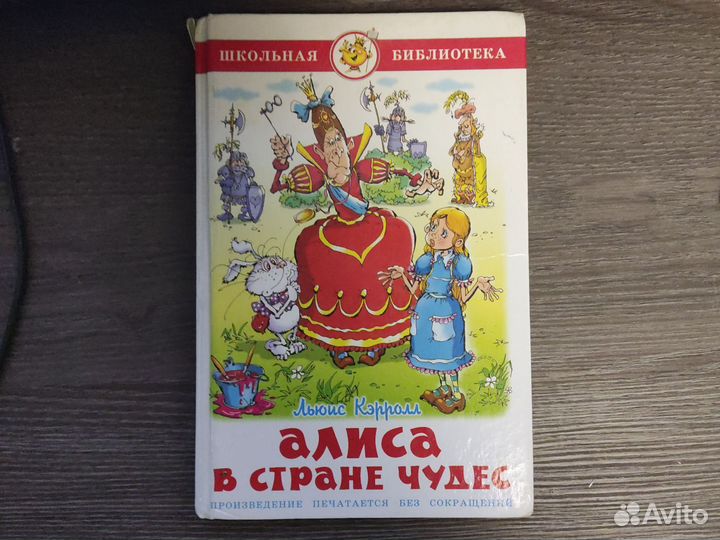 ШКОЛЬНАЯ БИБЛИОТЕКА
Льюис Кэрролл
АЛИСА
В СТРАНЕ ЧУДЕС
ПРОИЗВЕДЕНИЕ ПЕЧАТАЕТСЯ БЕЗ СОКРАЩЕНИЙ
Avito